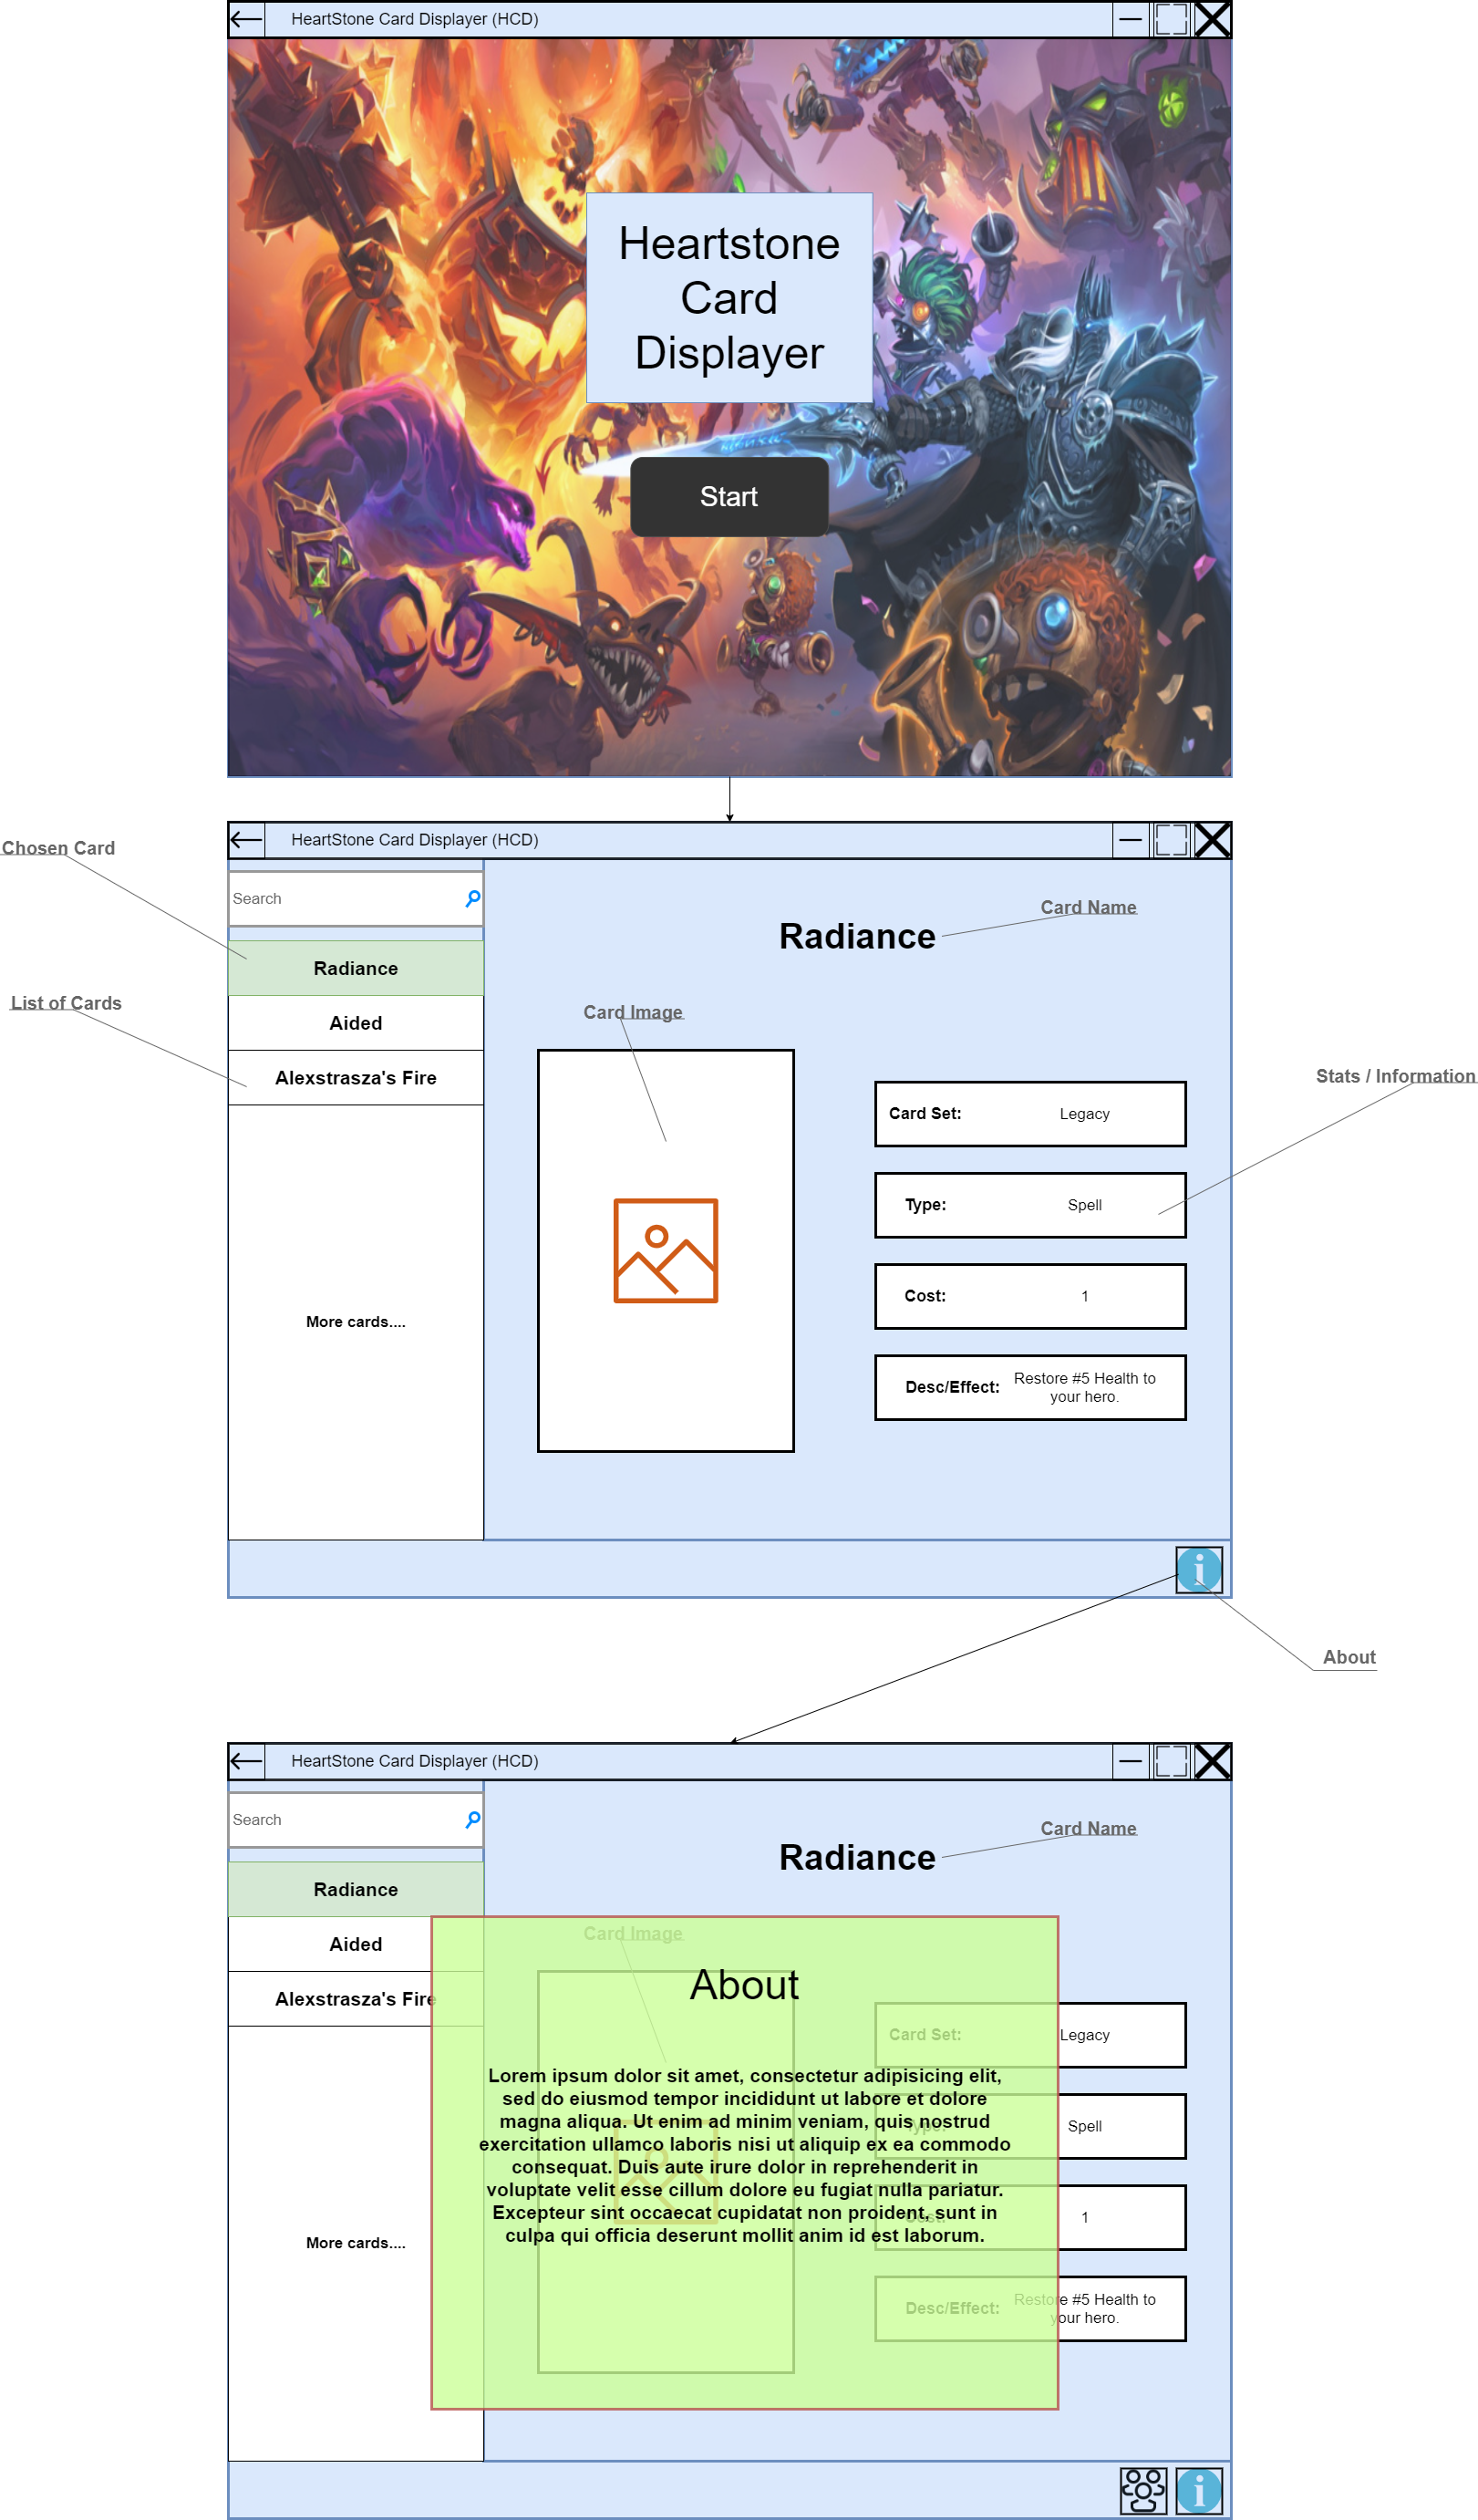 HeartStone Card Displayer (HCD)
Heartstone
Card
Displayer
Start
HeartStone Card Displayer (HCD)
Chosen Card
Search
Card Name
Radiance
Radiance
List of Cards
Aided
Card Image
Alexstrasza's Fire
Stats / Information
Card Set: Legacy
Type: Spell
Cost: 1
More cards....
Desc/Effect: Restore #5 Health to
your hero.
i
About
HeartStone Card Displayer (HCD)
Search
Card Name
Radiance
Radiance
Aided
Card Image
Alexstrasza's Fire
About
Card Set: Legacy
Lorem ipsum dolor sit amet, consectetur adipisicing elit,
sed do eiusmod tempor incididunt ut labore et dolore
magna aliqua. Ut enim ad minim veniam, quis nostrud
exercitation ullamco laboris nisi ut aliquip ex ea commodo
consequat. Duis aute irure dolor in reprehenderit in
voluptate velit esse cillum dolore eu fugiat nulla pariatur.
Excepteur sint occaecat cupidatat non proident, sunt in
culpa qui officia deserunt mollit anim id est laborum.
Type: Spell
Cost: 1
More cards....
Desc/Effect: Restore #5 Health to
your hero.
i